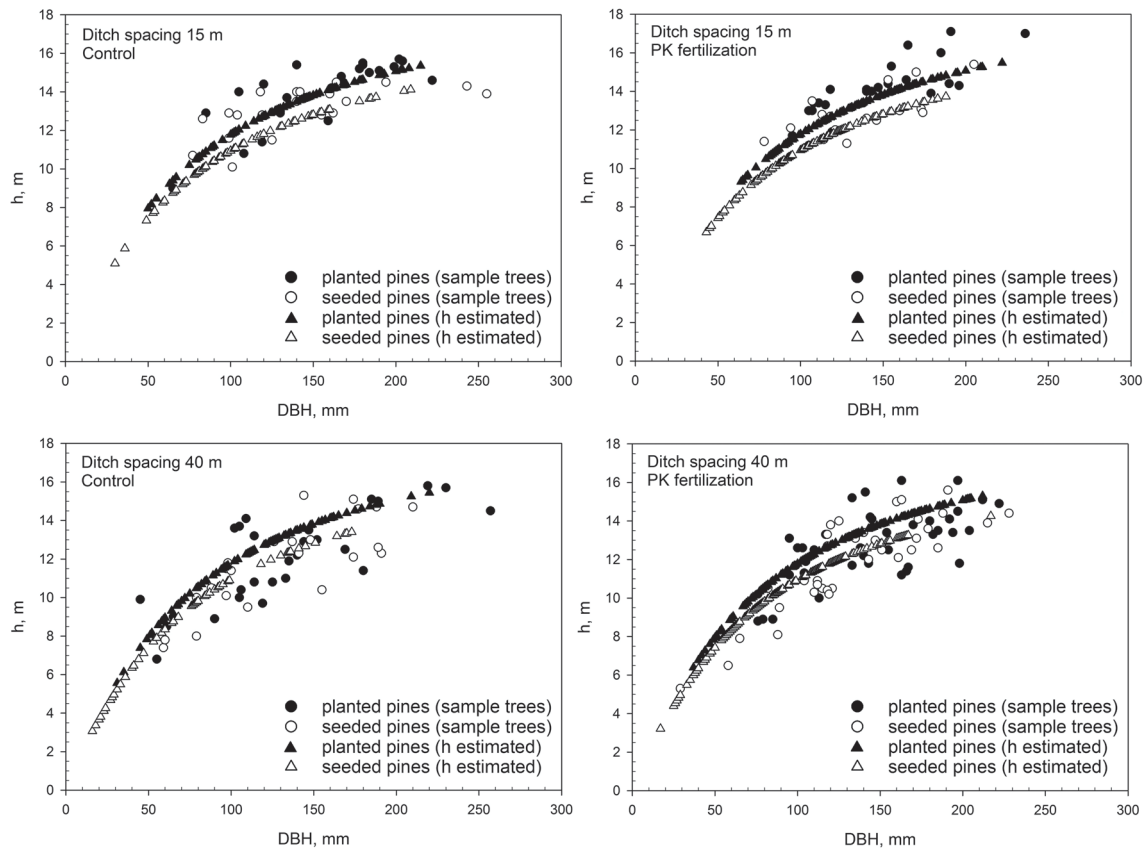 Ditch spacing 15 m
Control
h, m
18
16
14
12
10
8
6
4
2
0
planted pines (sample trees)
seeded pines (sample trees)
planted pines (h estimated)
seeded pines (h estimated)
0 50 100 150 200 250 300
DBH, mm
Ditch spacing 15 m
PK fertilization
h, m
18
16
14
12
10
8
6
4
2
0
planted pines (sample trees)
seeded pines (sample trees)
planted pines (h estimated)
seeded pines (h estimated)
0 50 100 150 200 250 300
DBH, mm
Ditch spacing 40 m
Control
h, m
18
16
14
12
10
8
6
4
2
0
planted pines (sample trees)
seeded pines (sample trees)
planted pines (h estimated)
seeded pines (h estimated)
0 50 100 150 200 250 300
DBH, mm
Ditch spacing 40 m
PK fertilization
h, m
18
16
14
12
10
8
6
4
2
0
planted pines (sample trees)
seeded pines (sample trees)
planted pines (h estimated)
seeded pines (h estimated)
0 50 100 150 200 250 300
DBH, mm